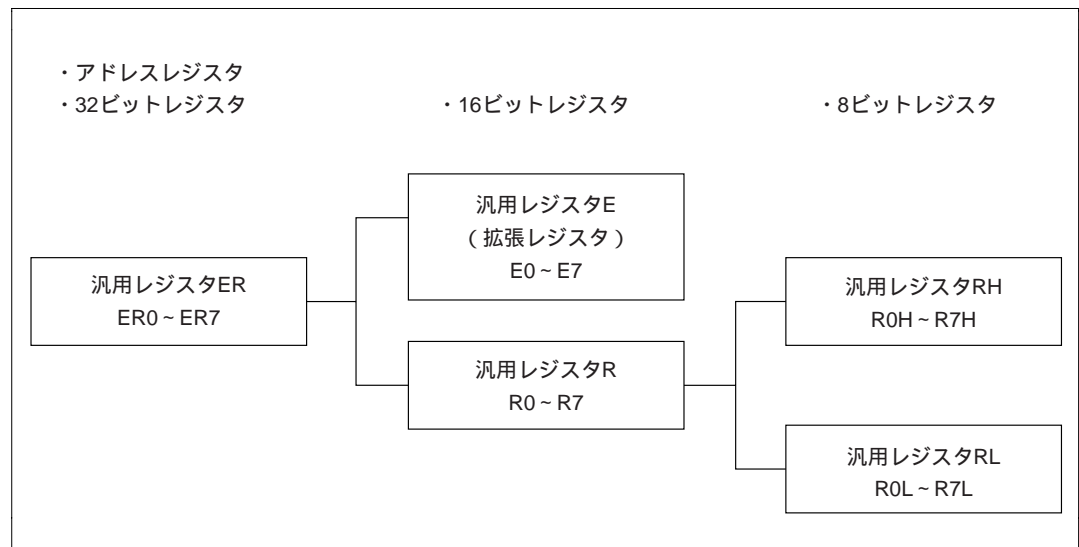 ・アドレスレジスタ
・32ビットレジスタ
・16ビットレジスタ
・8ビットレジスタ
汎用レジスタER
ER0~ER7
汎用レジスタE
(拡張レジスタ)
E0~E7
汎用レジスタR
R0~R7
汎用レジスタRH
R0H~R7H
汎用レジスタRL
R0L~R7L